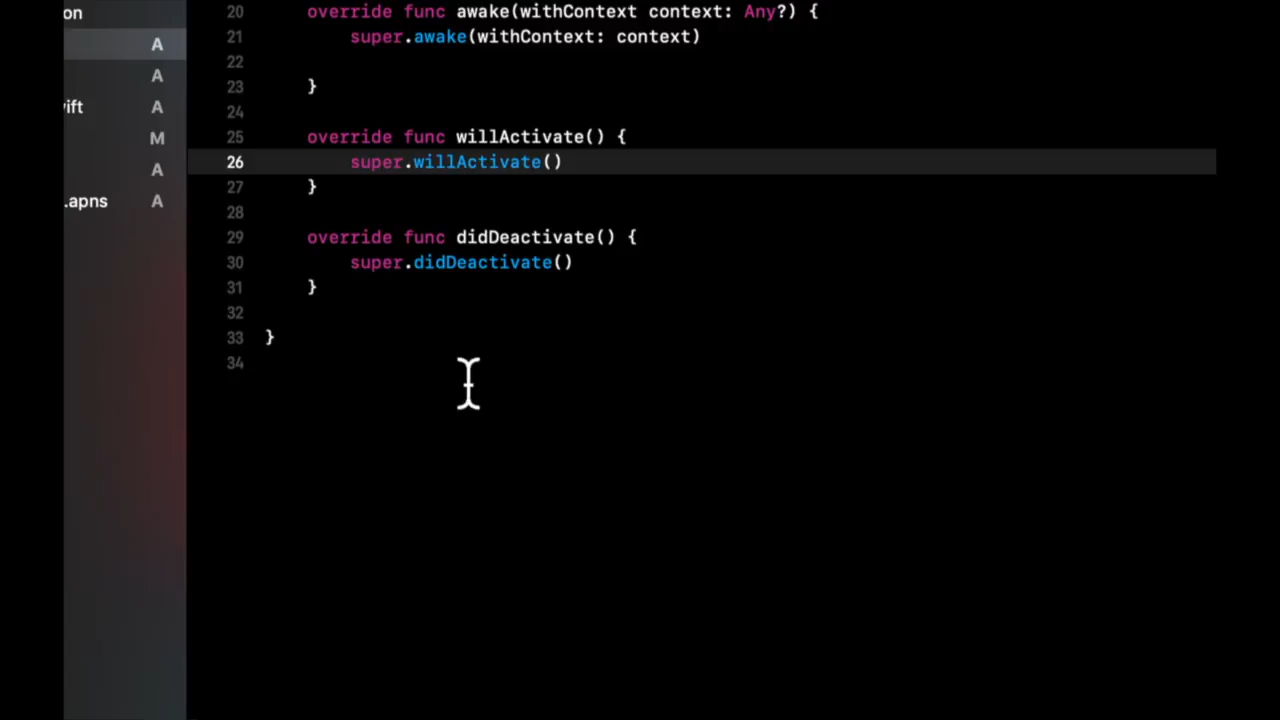 on
A
A
ift A
M
A
.apns A
20 override func awake(withContext context: Any?) {
21 super.awake(withContext: context)
22
23 }
24
25 override func willActivate() {
26 super.willActivate()
27 }
28
29 override func didDeactivate() {
30 super.didDeactivate()
31 }
32
33 }
34